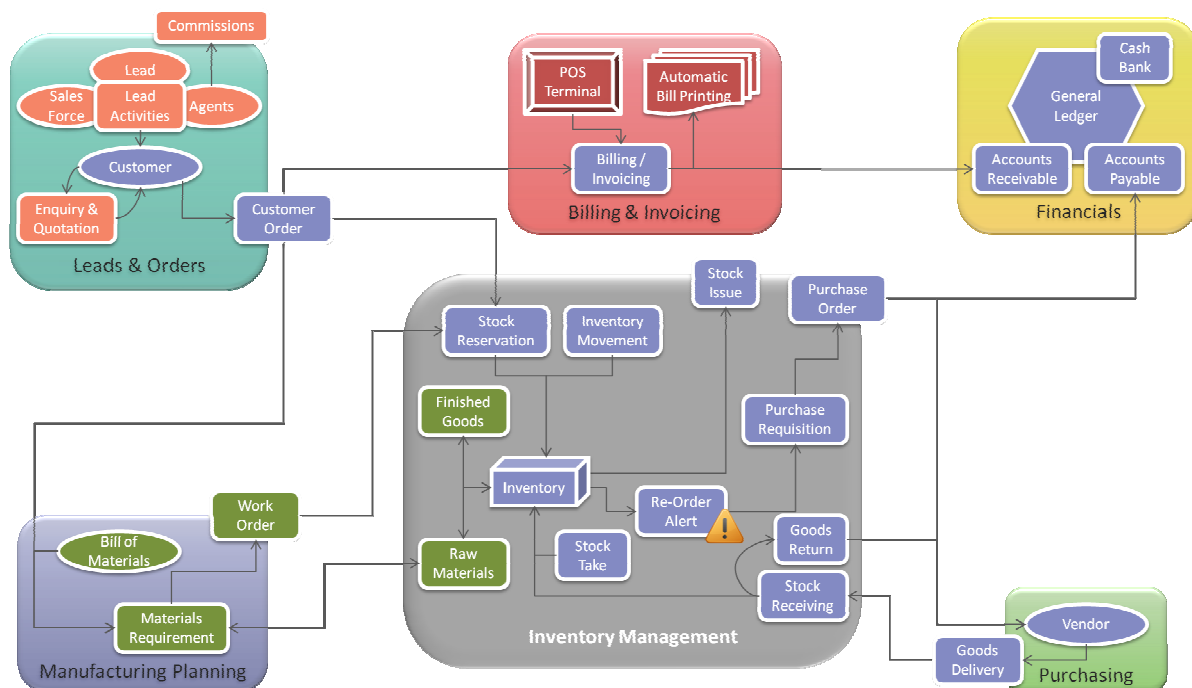 Commissions
Lead
Sales
Force
Lead
Activities
Agents
Customer
Enquiry &
Quotation
Customer
Order
Leads & Orders
POS
Terminal
Automatic
Bill Printing
Billing /
Invoicing
Billing & Invoicing
Cash
Bank
General
Ledger
Accounts
Receivable
Accounts
Payable
Financials
Stock
Issue
Purchase
Order
Stock
Reservation
Inventory
Movement
Finished
Goods
Purchase
Requisition
Inventory
Re-Order
Alert
!
Goods
Return
Stock
Take
Raw
Materials
Stock
Receiving
Inventory Management
Work
Order
Bill of
Materials
Materials
Requirement
Manufacturing Planning
Vendor
Goods
Delivery
Purchasing